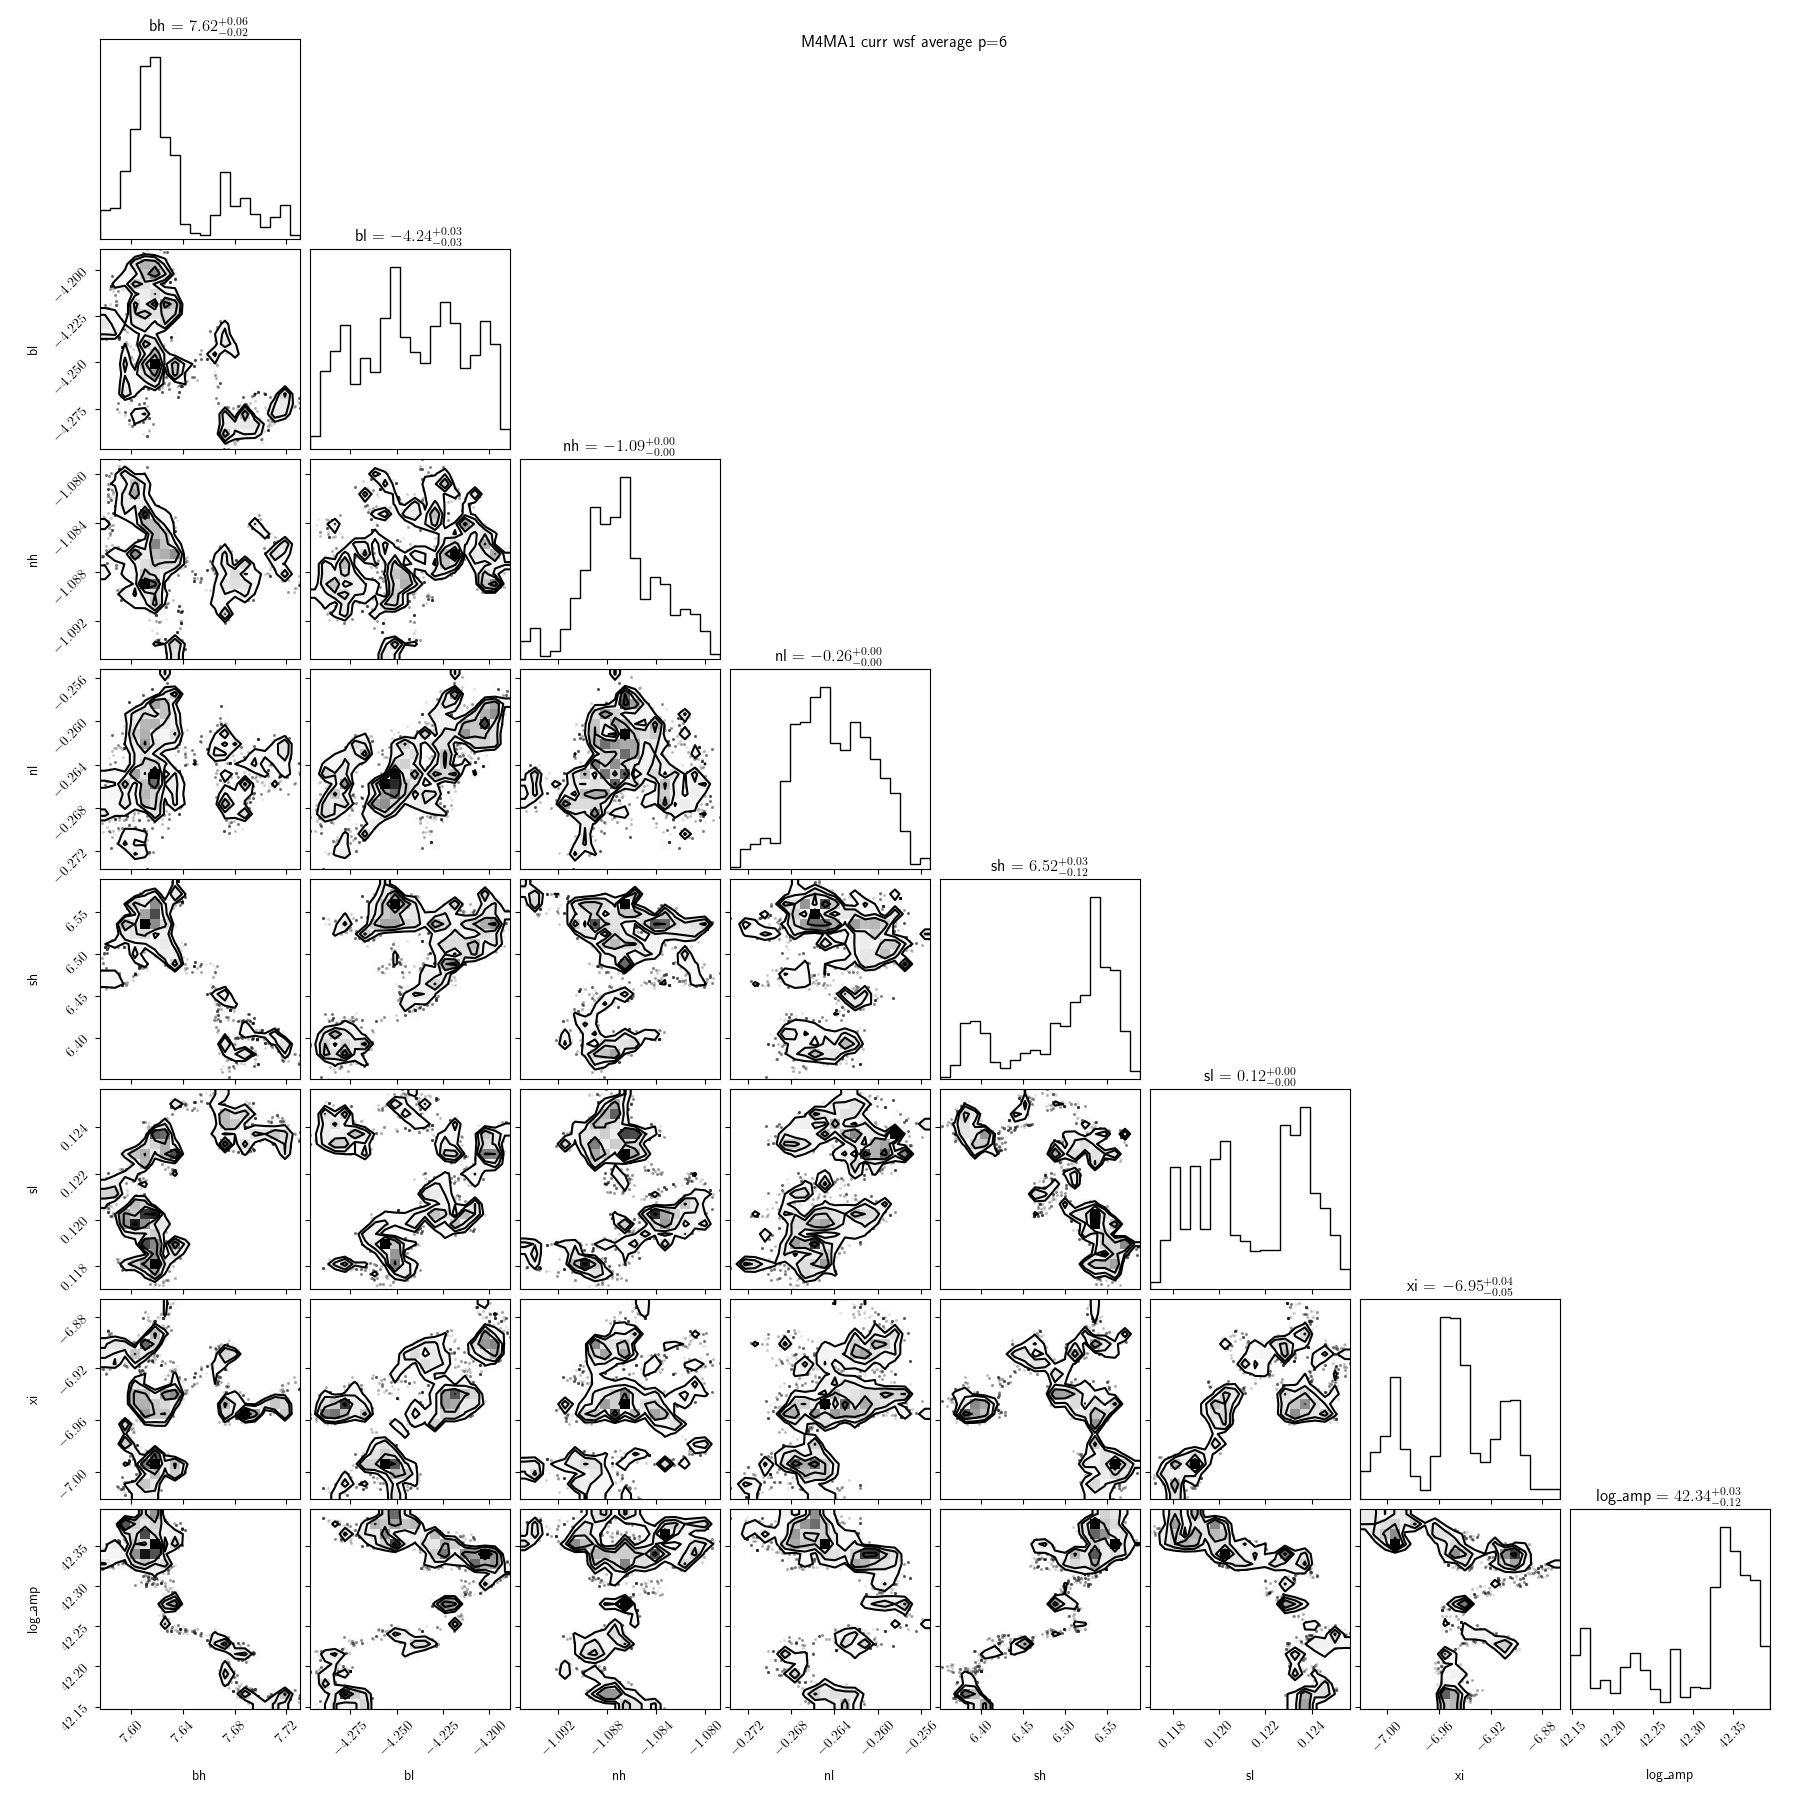 bh = 7.62+0.06−0.02
M4MA1 curr wsf average p=6
bl = −4.24+0.03−0.03
−4.200
−4.225
−4.250
−4.275
bl
nh = −1.09+0.00−0.00
−1.080
−1.084
−1.088
−1.092
nh
nl = −0.26+0.00−0.00
−0.256
−0.260
−0.264
−0.268
−0.272
nl
sh = 6.52+0.03−0.12
6.55
6.50
6.45
6.40
sh
sl = 0.12+0.00−0.00
0.124
0.122
0.120
0.118
sl
xi = −6.95+0.04−0.05
−6.88
−6.92
−6.96
−7.00
xi
log_amp = 42.34+0.03−0.12
42.35
42.30
42.25
42.20
42.15
log_amp
7.60 7.64 7.68 7.72 −4.275 −4.250 −4.225 −4.200 −1.092 −1.088 −1.084 −1.080 −0.272 −0.268 −0.264 −0.260 −0.256 6.40 6.45 6.50 6.55 0.118 0.120 0.122 0.124 −7.00 −6.96 −6.92 −6.88 42.15 42.20 42.25 42.30 42.35
bh bl nh nl sh sl xi log_amp